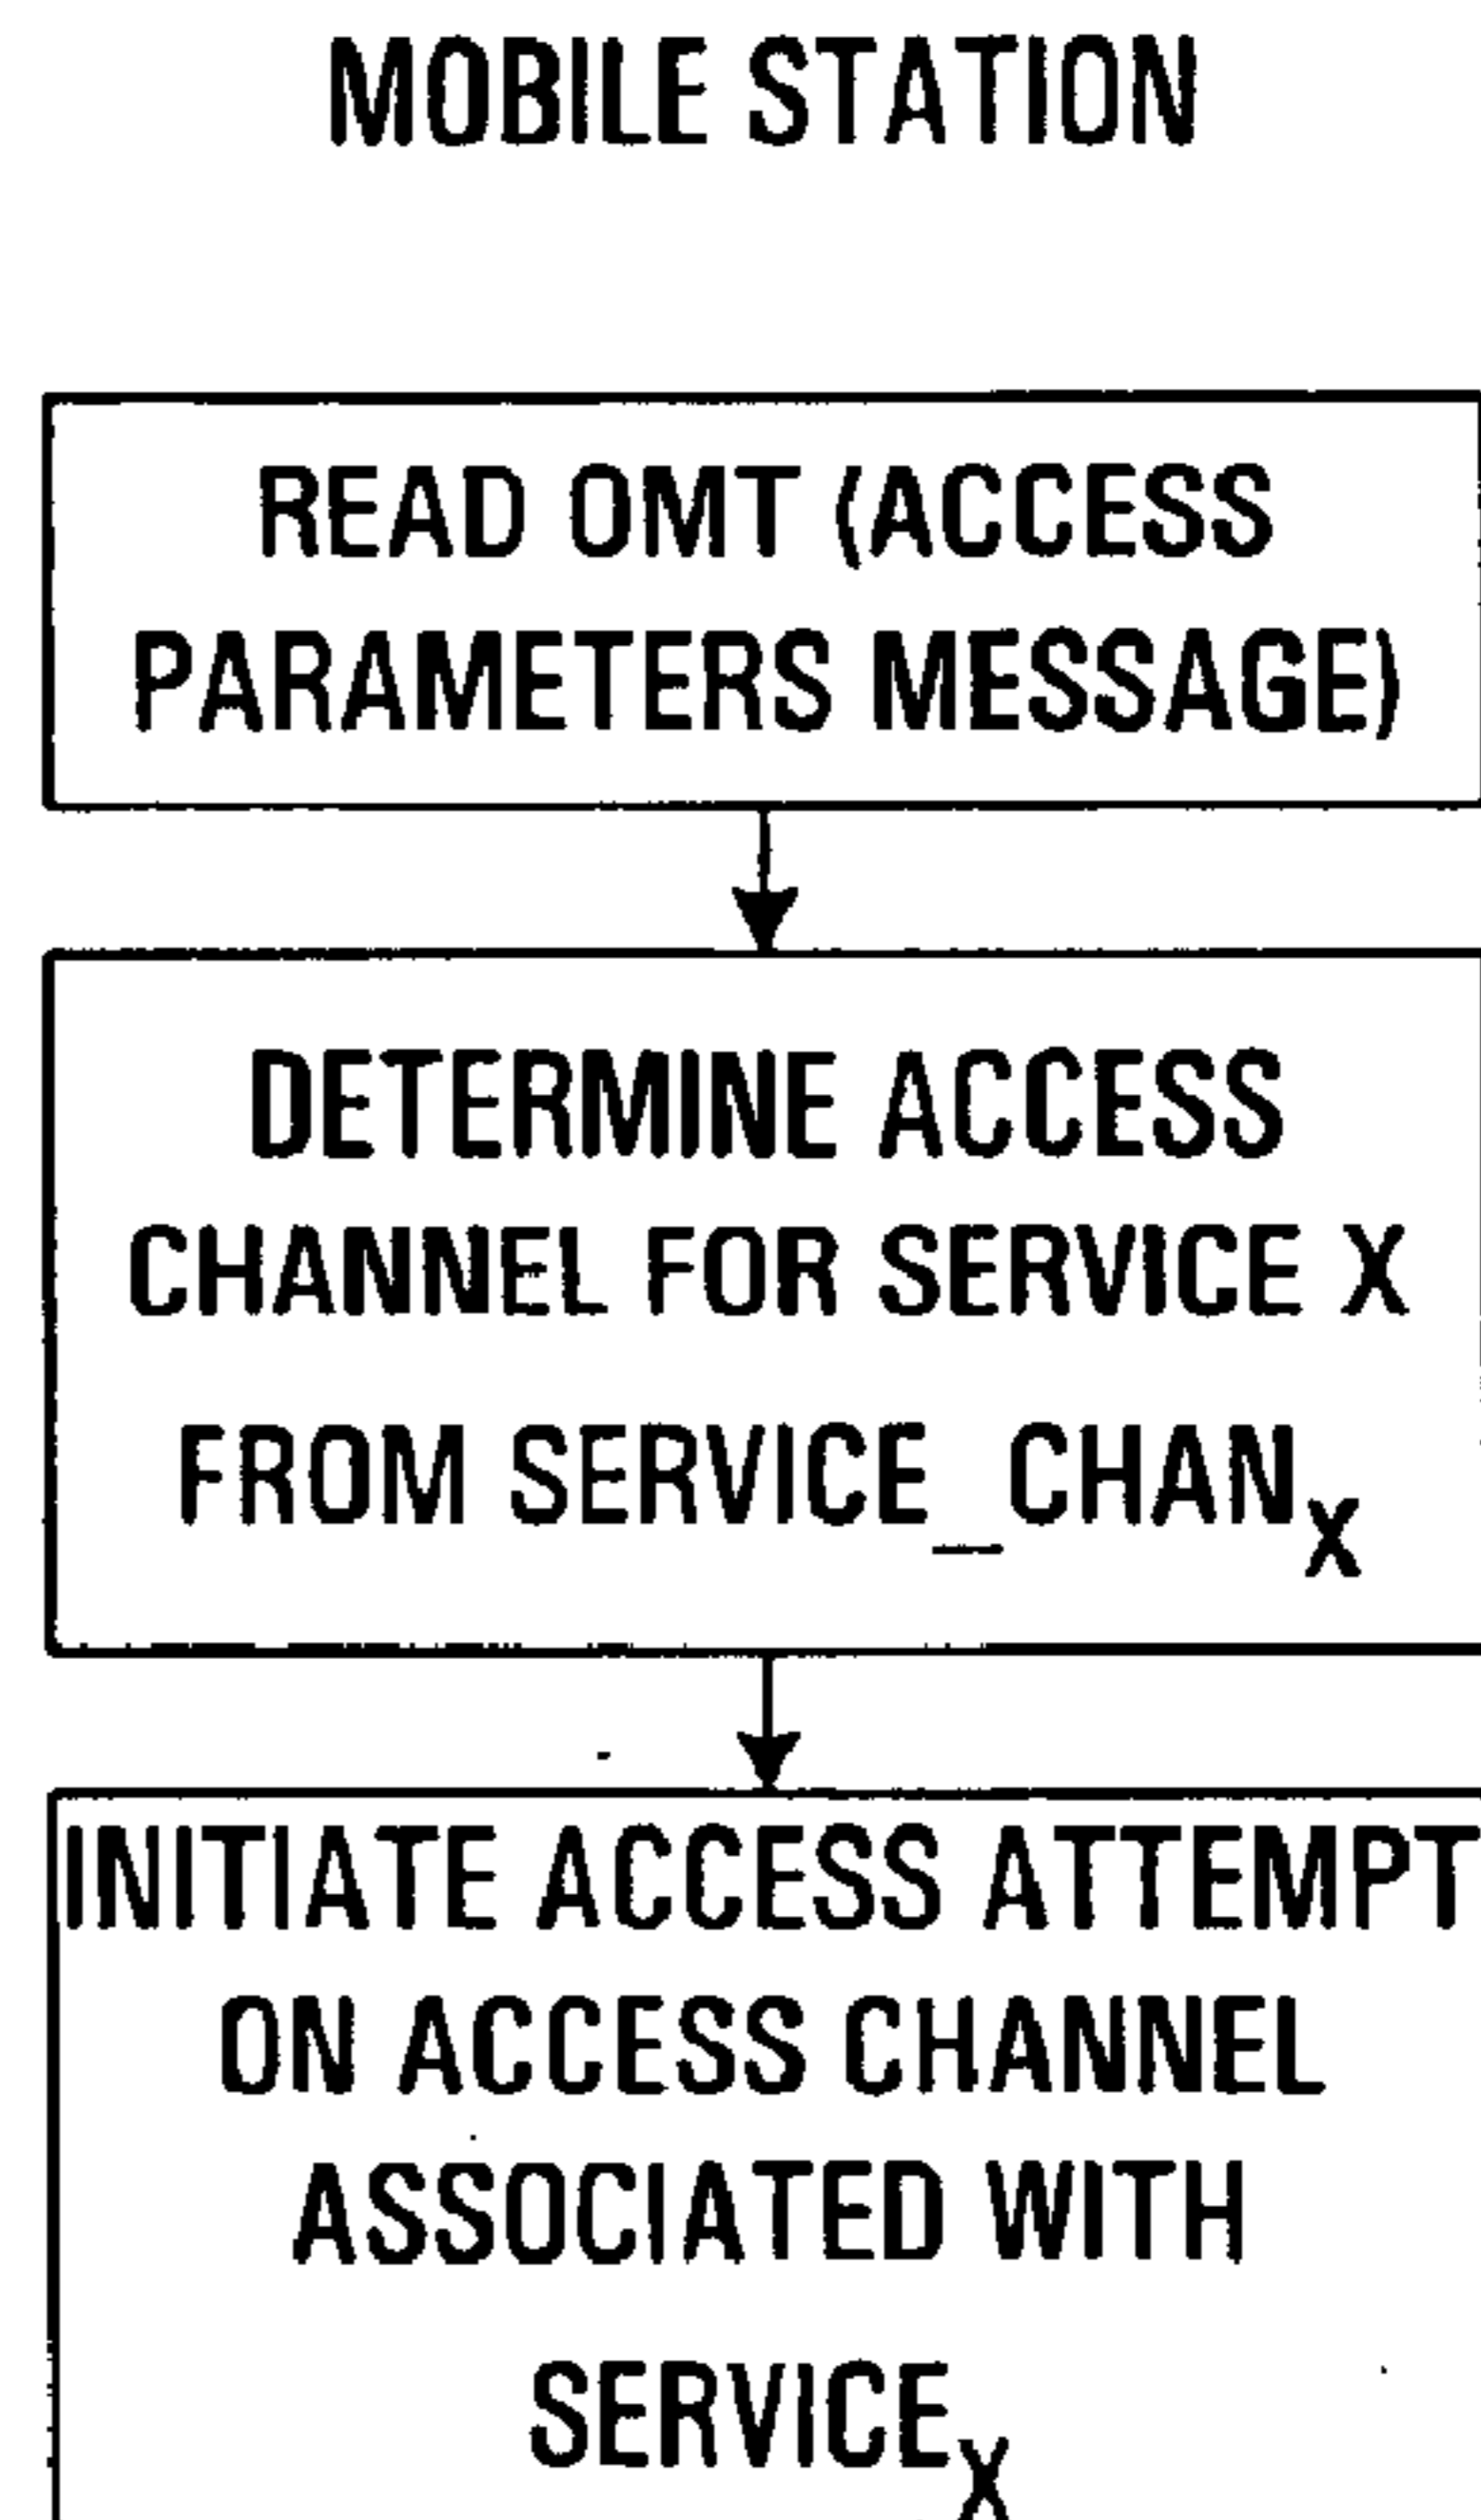 MOBILE STATION
READ OMT (ACCESS
PARAMETERS MESSAGE)
DETERMINE ACCESS
CHANNEL FOR SERVICE X
FROM SERVICE_CHANX
INITIATE ACCESS ATTEMPT
ON ACCESS CHANNEL
ASSOCIATED WITH
SERVICEX